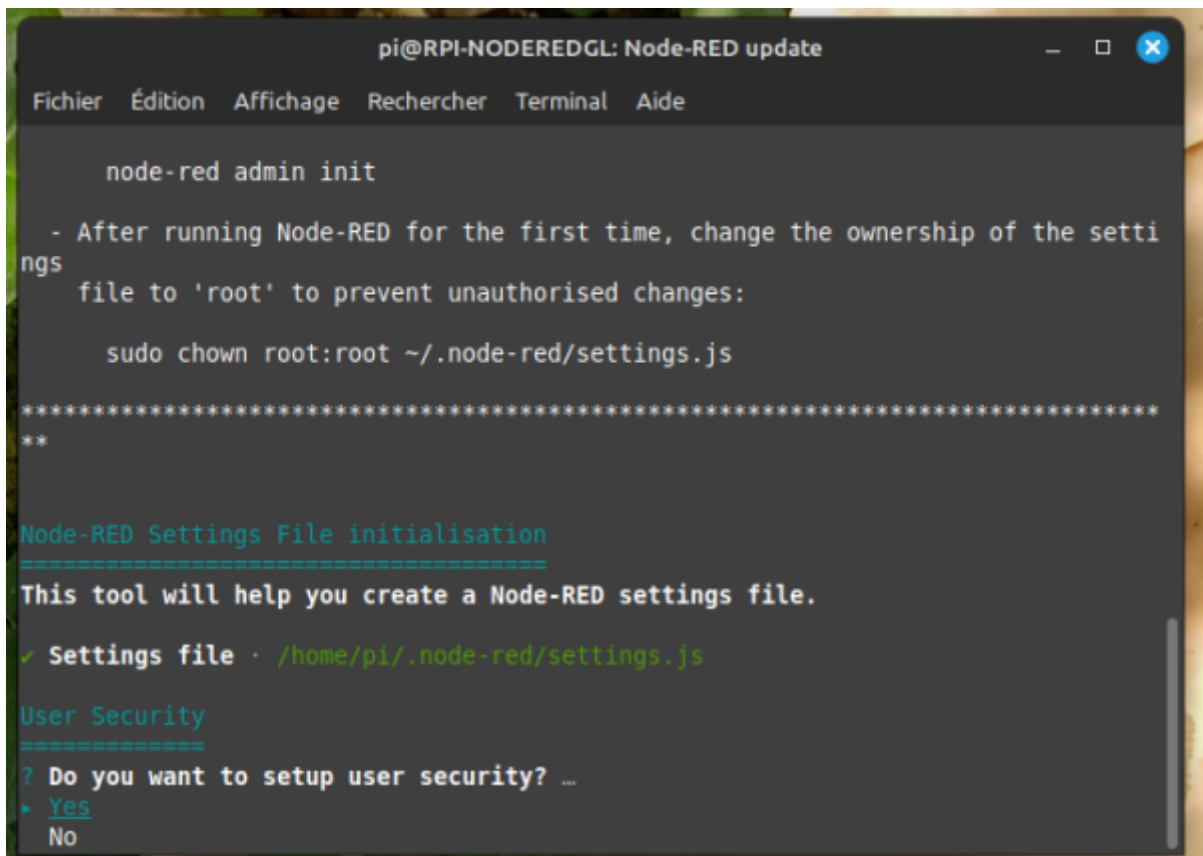 pi@RPI-NODEREDGL: Node-RED update
Fichier Édition Affichage Rechercher Terminal Aide
node-red admin init
- After running Node-RED for the first time, change the ownership of the setti
ngs
file to 'root' to prevent unauthorised changes:
sudo chown root:root ~/.node-red/settings.js
********************************************************************************
**
Node-RED Settings File initialisation
=====================================
This tool will help you create a Node-RED settings file.
✔ Settings file · /home/pi/.node-red/settings.js
User Security
=============
? Do you want to setup user security? …
▸ Yes
No